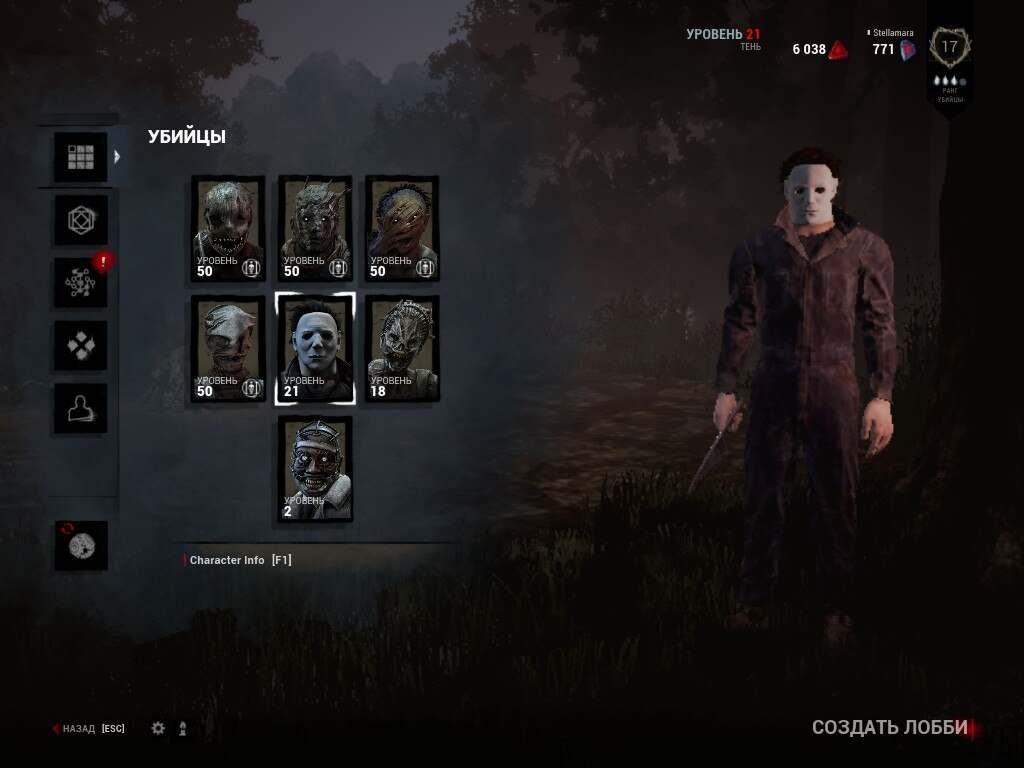 УРОВЕНЬ 21
ТЕНЬ
6 038
Stellamara
771
17
РАНГ
УБИЙЦЫ
УБИЙЦЫ
!
УРОВЕНЬ
50
УРОВЕНЬ
50
УРОВЕНЬ
50
УРОВЕНЬ
50
УРОВЕНЬ
21
УРОВЕНЬ
18
УРОВЕНЬ
2
Character Info [F1]
НАЗАД [ESC]
СОЗДАТЬ ЛОББИ